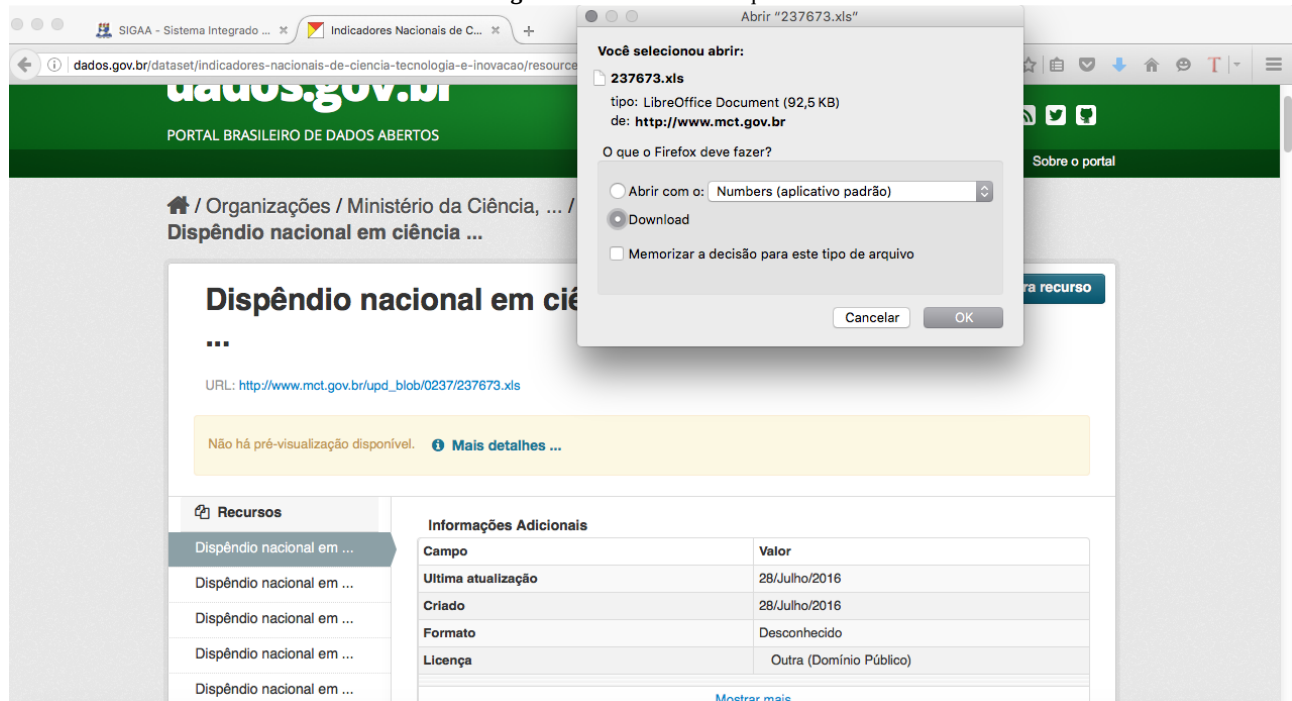 Abrir “237673.xls”
SIGAA - Sistema Integrado ...
Indicadores Nacionais de C...
Você selecionou abrir:
dados.gov.br/dataset/indicadores-nacionais-de-ciencia-tecnologia-e-inovacao/resource
237673.xls
tipo: LibreOffice Document (92,5 KB)
de: http://www.mct.gov.br
dados.gov.br
PORTAL BRASILEIRO DE DADOS ABERTOS
O que o Firefox deve fazer?
Sobre o portal
Abrir com o: Numbers (aplicativo padrão)
Download
Memorizar a decisão para este tipo de arquivo
Cancelar OK
/ Organizações / Ministério da Ciência, ... /
Dispêndio nacional em ciência ...
Dispêndio nacional em ciê
...
ra recurso
URL: http://www.mct.gov.br/upd_blob/0237/237673.xls
Não há pré-visualização disponível. Mais detalhes ...
Recursos
Dispêndio nacional em ...
Dispêndio nacional em ...
Dispêndio nacional em ...
Dispêndio nacional em ...
Dispêndio nacional em ...
Informações Adicionais
Campo Valor
Ultima atualização 28/Julho/2016
Criado 28/Julho/2016
Formato Desconhecido
Licença Outra (Domínio Público)
Mostrar mais